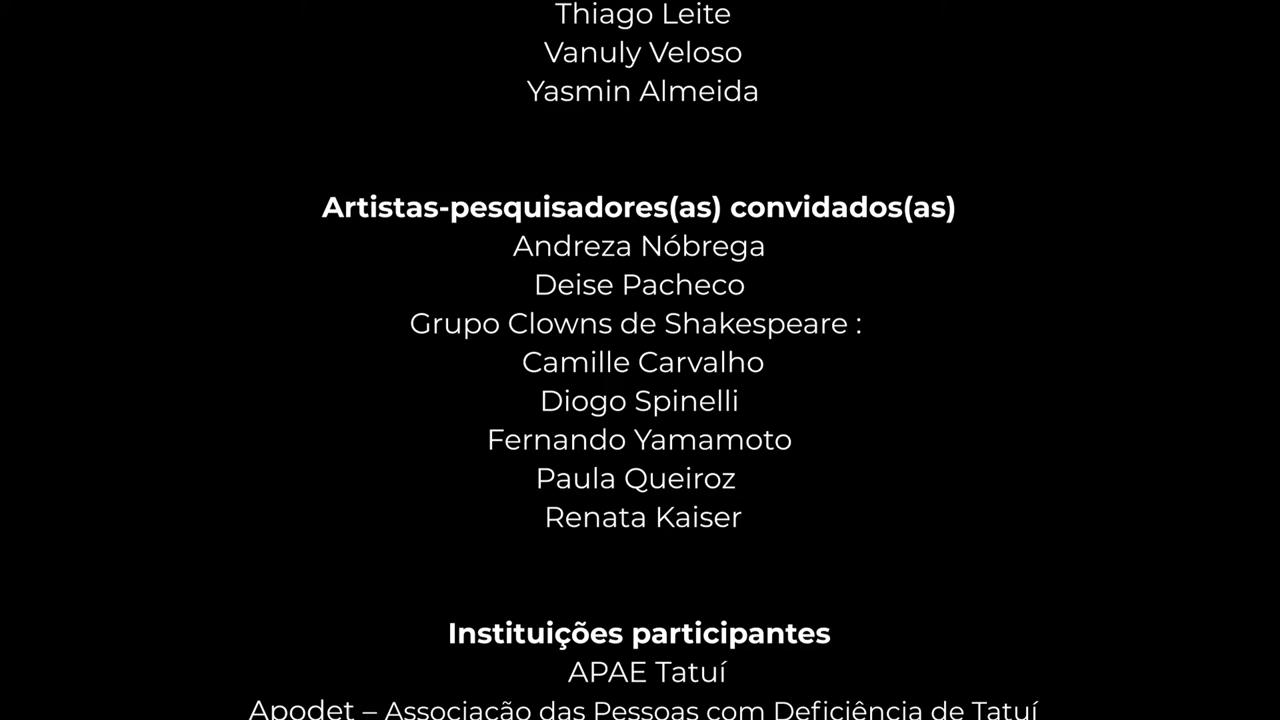 Thiago Leite
Vanuly Veloso
Yasmin Almeida
Artistas-pesquisadores(as) convidados(as)
Andreza Nóbrega
Deise Pacheco
Grupo Clowns de Shakespeare :
Camille Carvalho
Diogo Spinelli
Fernando Yamamoto
Paula Queiroz
Renata Kaiser
Instituições participantes
APAE Tatuí
Apodet – Associação das Pessoas com Deficiência de Tatuí